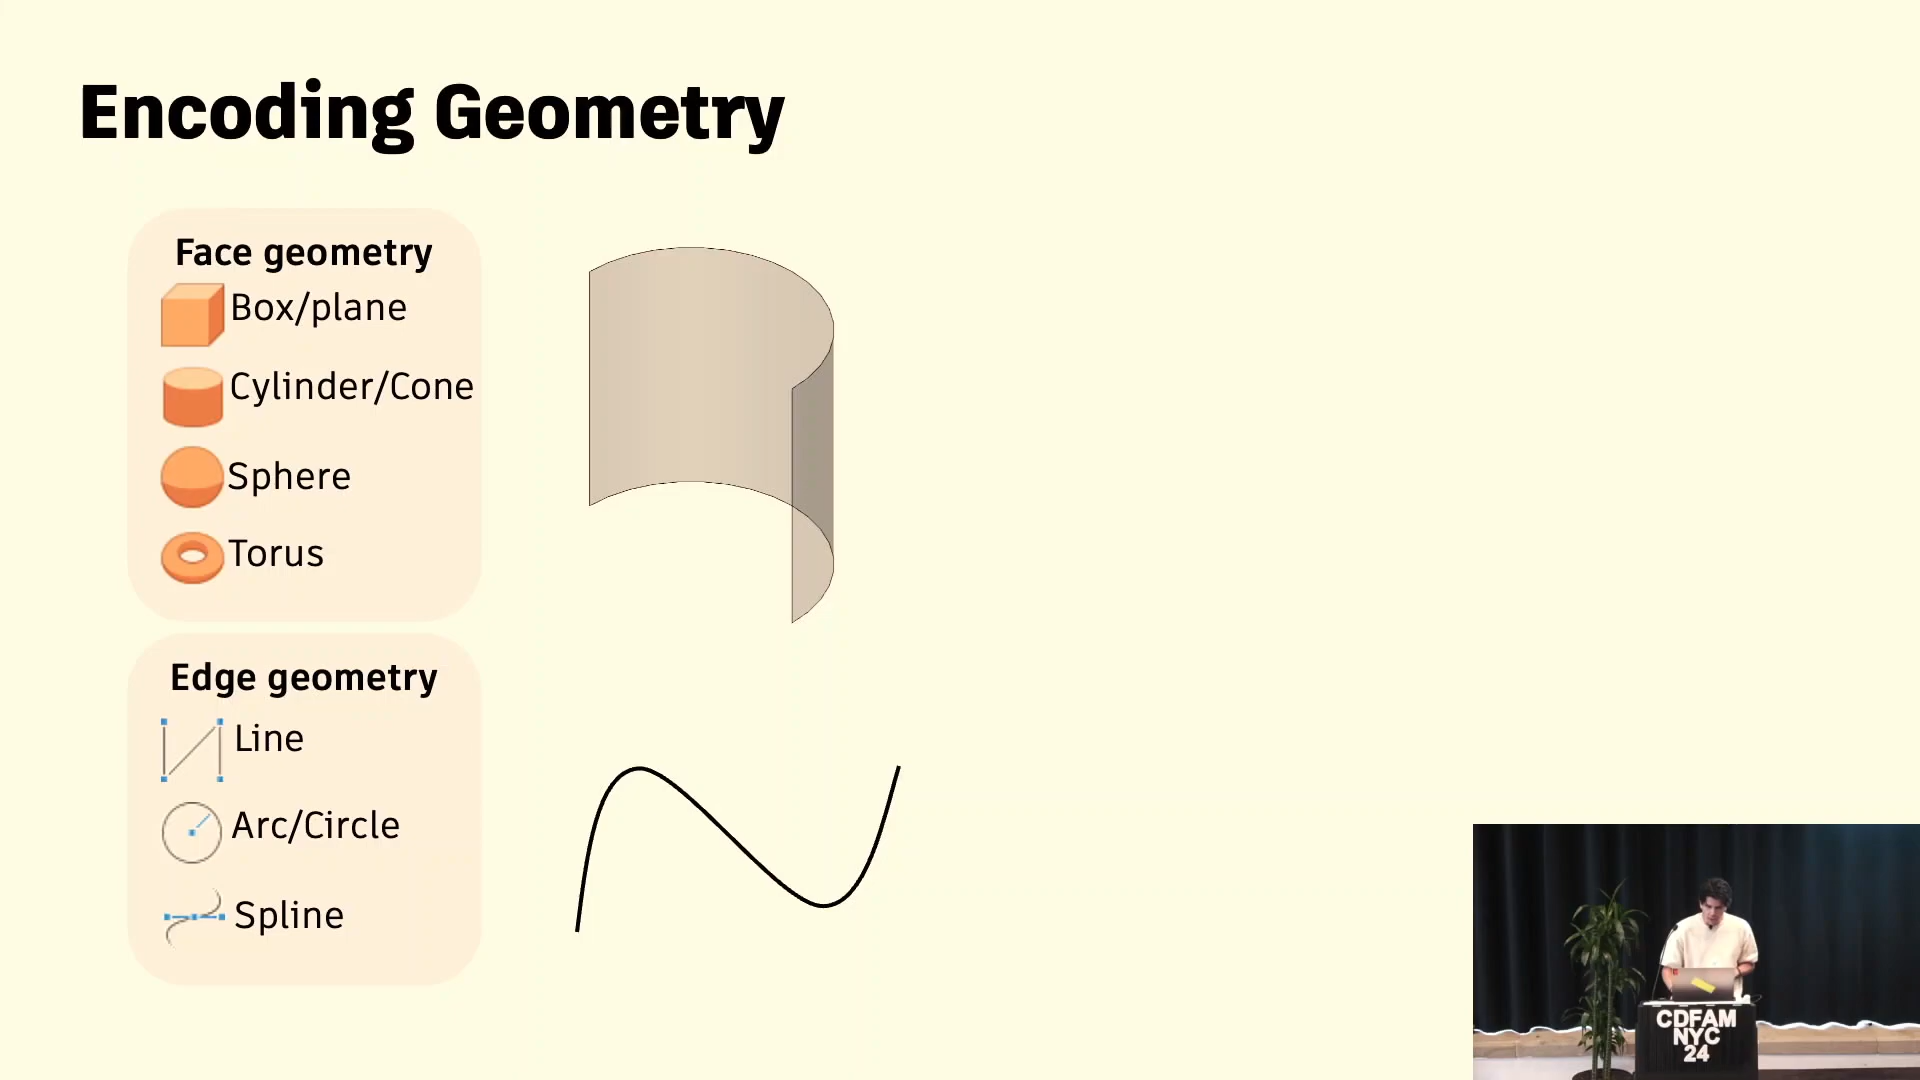 Encoding Geometry
Face geometry
Box/plane
Cylinder/Cone
Sphere
Torus
Edge geometry
Line
Arc/Circle
Spline
CDFAM
NYC
24